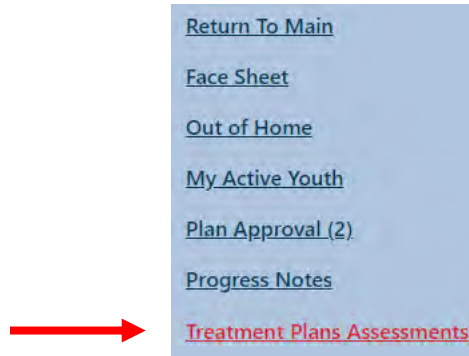 Return To Main
Face Sheet
Out of Home
My Active Youth
Plan Approval (2)
Progress Notes
Treatment Plans Assessments